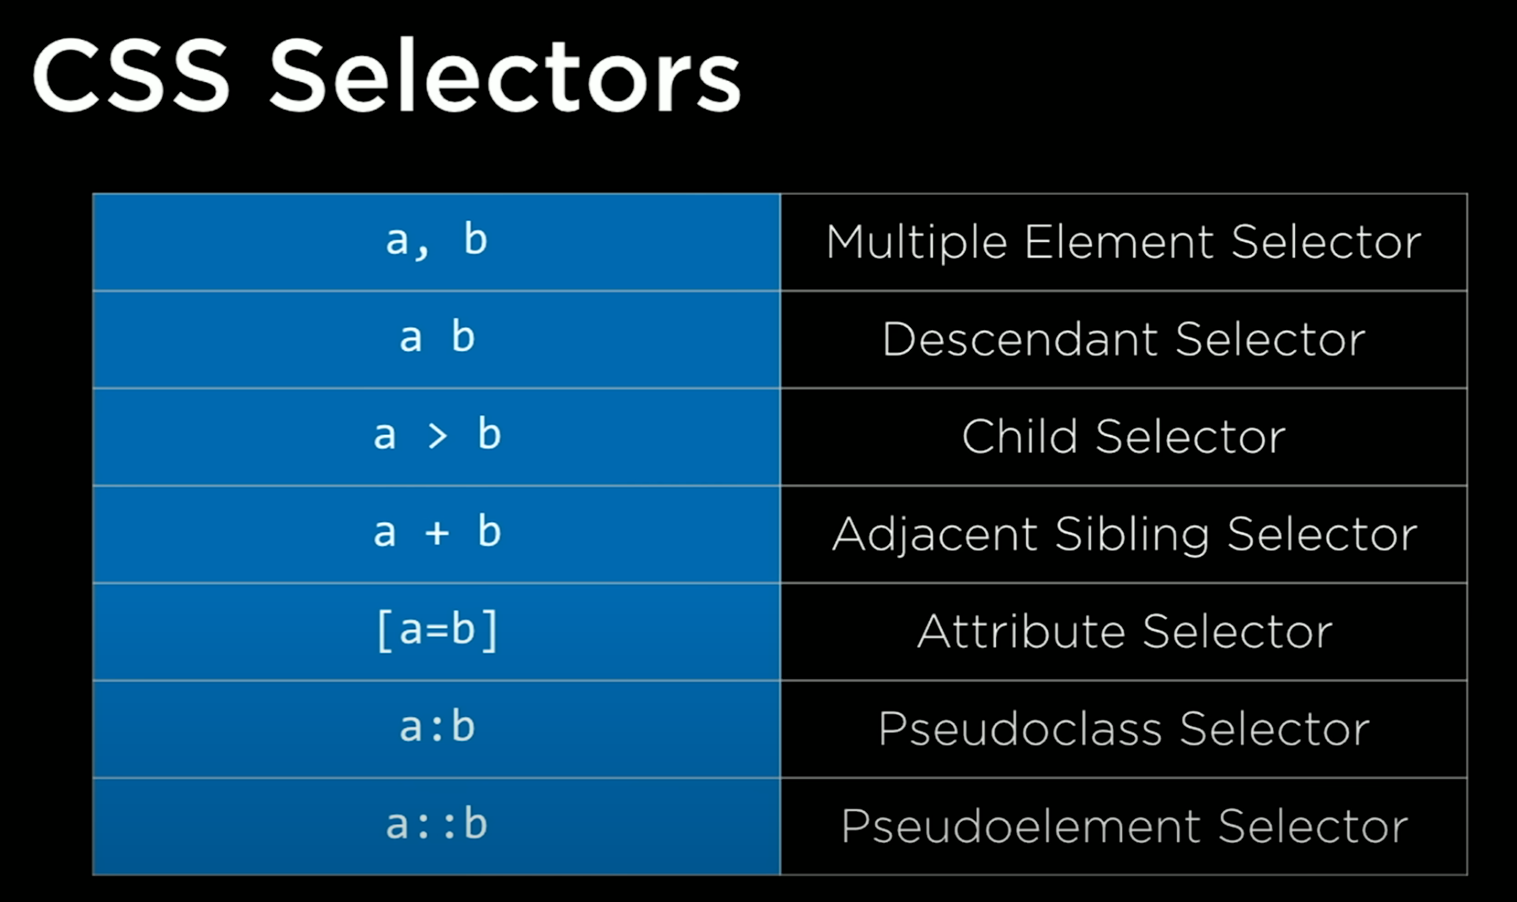 CSS Selectors
a, b Multiple Element Selector
a b Descendant Selector
a > b Child Selector
a + b Adjacent Sibling Selector
[a=b] Attribute Selector
a:b Pseudoclass Selector
a::b Pseudoelement Selector